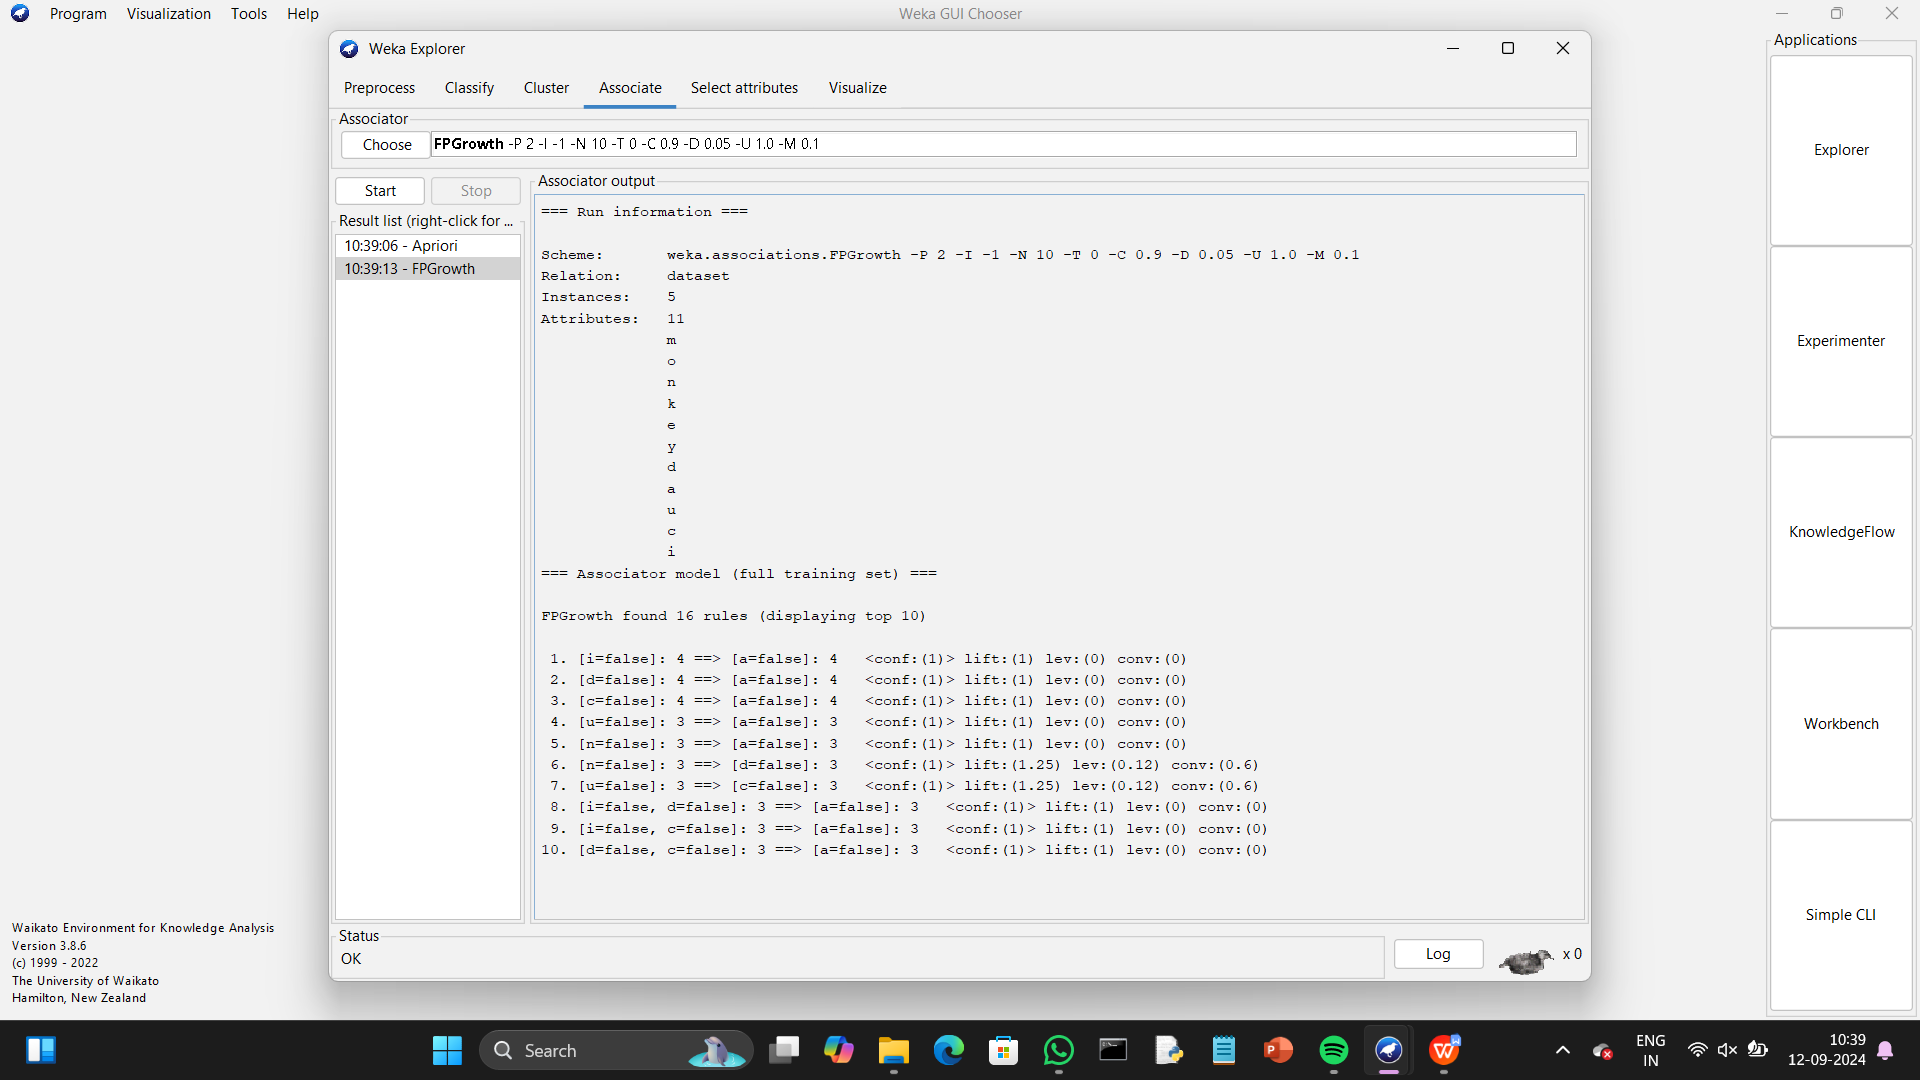 Program Visualization Tools Help Weka GUI Chooser
Weka Explorer
Preprocess Classify Cluster Associate Select attributes Visualize
Associator
Choose FPGrowth -P 2 -I -1 -N 10 -T 0 -C 0.9 -D 0.05 -U 1.0 -M 0.1
Start Stop
Result list (right-click for ...
10:39:06 - Apriori
10:39:13 - FPGrowth
Associator output
=== Run information ===
Scheme: weka.associations.FPGrowth -P 2 -I -1 -N 10 -T 0 -C 0.9 -D 0.05 -U 1.0 -M 0.1
Relation: dataset
Instances: 5
Attributes: 11
m
o
n
k
e
y
d
a
u
c
i
=== Associator model (full training set) ===
FPGrowth found 16 rules (displaying top 10)
1. [i=false]: 4 ==> [a=false]: 4 <conf:(1)> lift:(1) lev:(0) conv:(0)
2. [d=false]: 4 ==> [a=false]: 4 <conf:(1)> lift:(1) lev:(0) conv:(0)
3. [c=false]: 4 ==> [a=false]: 4 <conf:(1)> lift:(1) lev:(0) conv:(0)
4. [u=false]: 3 ==> [a=false]: 3 <conf:(1)> lift:(1) lev:(0) conv:(0)
5. [n=false]: 3 ==> [a=false]: 3 <conf:(1)> lift:(1) lev:(0) conv:(0)
6. [n=false]: 3 ==> [d=false]: 3 <conf:(1)> lift:(1.25) lev:(0.12) conv:(0.6)
7. [u=false]: 3 ==> [c=false]: 3 <conf:(1)> lift:(1.25) lev:(0.12) conv:(0.6)
8. [i=false, d=false]: 3 ==> [a=false]: 3 <conf:(1)> lift:(1) lev:(0) conv:(0)
9. [i=false, c=false]: 3 ==> [a=false]: 3 <conf:(1)> lift:(1) lev:(0) conv:(0)
10. [d=false, c=false]: 3 ==> [a=false]: 3 <conf:(1)> lift:(1) lev:(0) conv:(0)
Status
OK
Log
x 0
Applications
Explorer
Experimenter
KnowledgeFlow
Workbench
Simple CLI
Waikato Environment for Knowledge Analysis
Version 3.8.6
(c) 1999 - 2022
The University of Waikato
Hamilton, New Zealand
Search
P
W
W
ENG
IN
10:39
12-09-2024